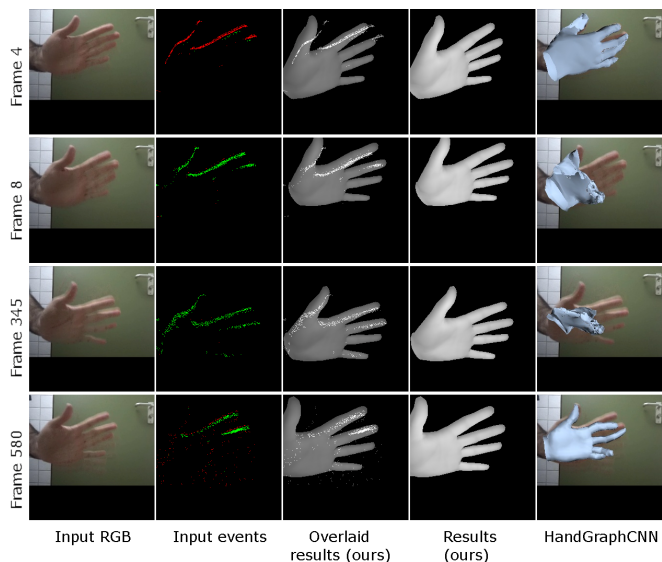 Frame 4
Frame 8
Frame 345
Frame 580
Input RGB
Input events
Overlaid
results (ours)
Results
(ours)
HandGraphCNN